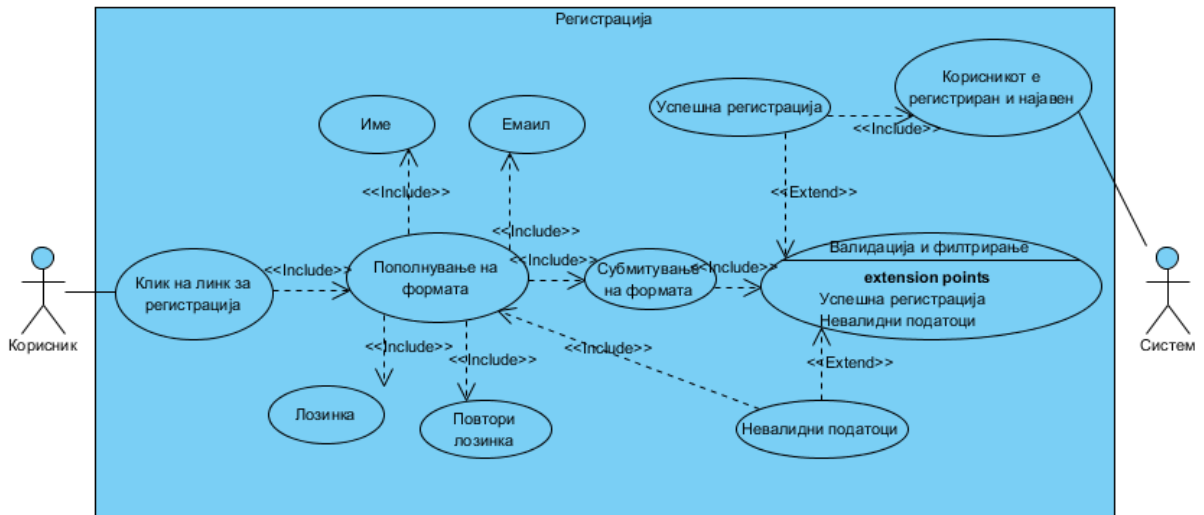 Регистрација
Корисникот е
регистриран и најавен
Успешна регистрација
<<Include>>
Име
Емаил
<<Include>>
<<Extend>>
<<Include>>
Валидација и филтрирање
extension points
Успешна регистрација
Невалидни податоци
<<Include>>
Субмитување
на формата
<<Include>>
Пополнување на
формата
<<Include>>
Клик на линк за
регистрација
Корисник
Систем
<<Include>>
<<Include>>
<<Include>>
<<Extend>>
Лозинка
Повтори
лозинка
Невалидни податоци